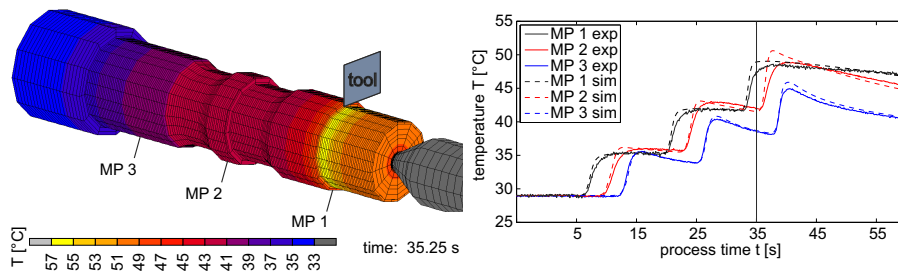 tool
MP 3
MP 2
MP 1
T [°C]
57 55 53 51 49 47 45 43 41 39 37 35 33
time: 35.25 s
temperature T [°C]
55
50
45
40
35
30
25
MP 1 exp
MP 2 exp
MP 3 exp
MP 1 sim
MP 2 sim
MP 3 sim
5 15 25 35 45 55
process time t [s]